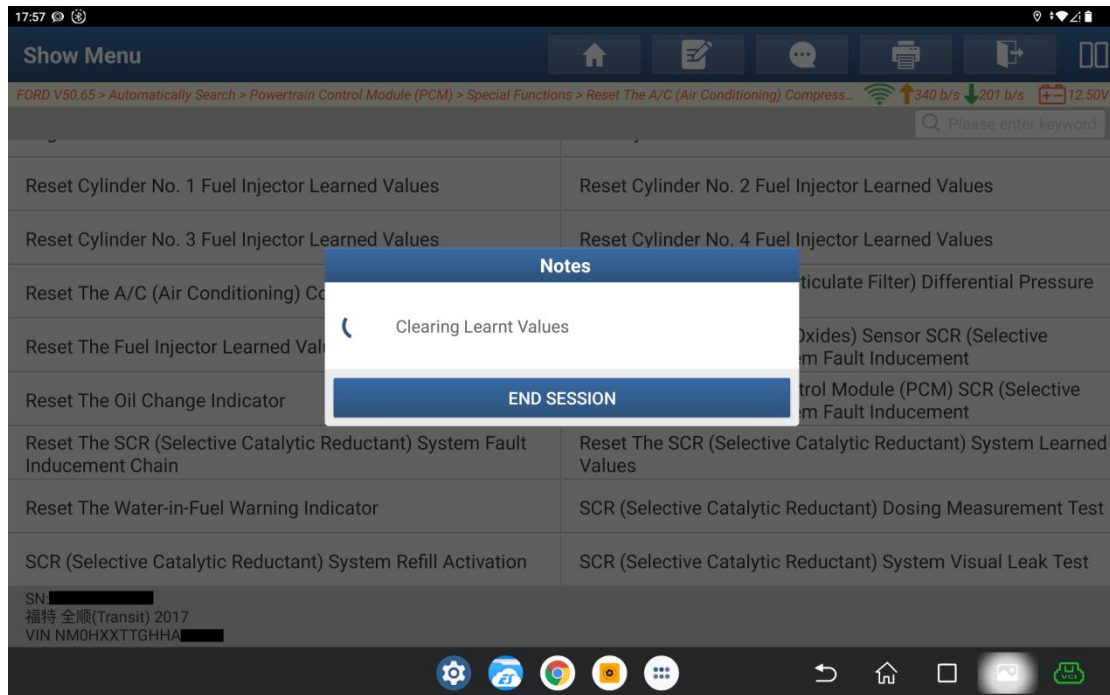 17:57
Show Menu
FORD V50.65 > Automatically Search > Powertrain Control Module (PCM) > Special Functions > Reset The A/C (Air Conditioning) Compress... 340 b/s 201 b/s 12.50V
Please enter keyword
Reset Cylinder No. 1 Fuel Injector Learned Values
Reset Cylinder No. 2 Fuel Injector Learned Values
Reset Cylinder No. 3 Fuel Injector Learned Values
Reset Cylinder No. 4 Fuel Injector Learned Values
Notes
Clearing Learnt Values
END SESSION
Reset The A/C (Air Conditioning)
Filter) Differential Pressure
Reset The Fuel Injector Learned
Sensor SCR (Selective
Fault Inducement
Reset The Oil Change Indicator
Module (PCM) SCR (Selective
Fault Inducement
Reset The SCR (Selective Catalytic Reductant) System Fault
Inducement Chain
Reset The SCR (Selective Catalytic Reductant) System Learned
Values
Reset The Water-in-Fuel Warning Indicator
SCR (Selective Catalytic Reductant) Dosing Measurement Test
SCR (Selective Catalytic Reductant) System Refill Activation
SCR (Selective Catalytic Reductant) System Visual Leak Test
SN:
福特 全顺(Transit) 2017
VIN NM0HXXTTGHHA
VCI